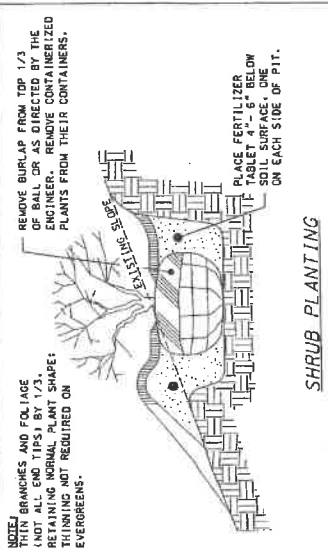 NOTE:
THIN BRANCHES AND FOLIAGE
(NOT ALL END TIPS) BY 1/3,
RETAINING NORMAL PLANT SHAPE;
THINNING NOT REQUIRED ON
EVERGREENS.
REMOVE BURLAP FROM TOP 1/3
OF BALL OR AS DIRECTED BY THE
ENGINEER. REMOVE CONTAINERIZED
PLANTS FROM THEIR CONTAINERS.
EXISTING SLOPE
PLACE FERTILIZER
TABLET 4"- 6" BELOW
SOIL SURFACE, ONE
ON EACH SIDE OF PIT.
SHRUB PLANTING